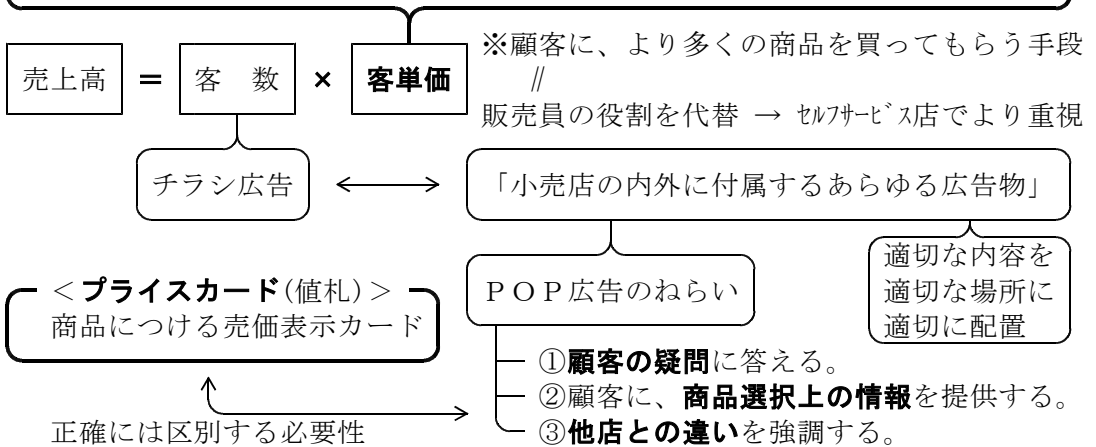 ※顧客に、より多くの商品を買ってもらう手段
売上高 = 客 数 × 客単価
∥
販売員の役割を代替 → ｾﾙﾌｻｰﾋﾞｽ店でより重視
チラシ広告 ←→ 「小売店の内外に付属するあらゆる広告物」
適切な内容を
適切な場所に
適切に配置
ＰＯＰ広告のねらい
＜プライスカード(値札)＞
商品につける売価表示カード
①顧客の疑問に答える。
②顧客に、商品選択上の情報を提供する。
③他店との違いを強調する。
正確には区別する必要性